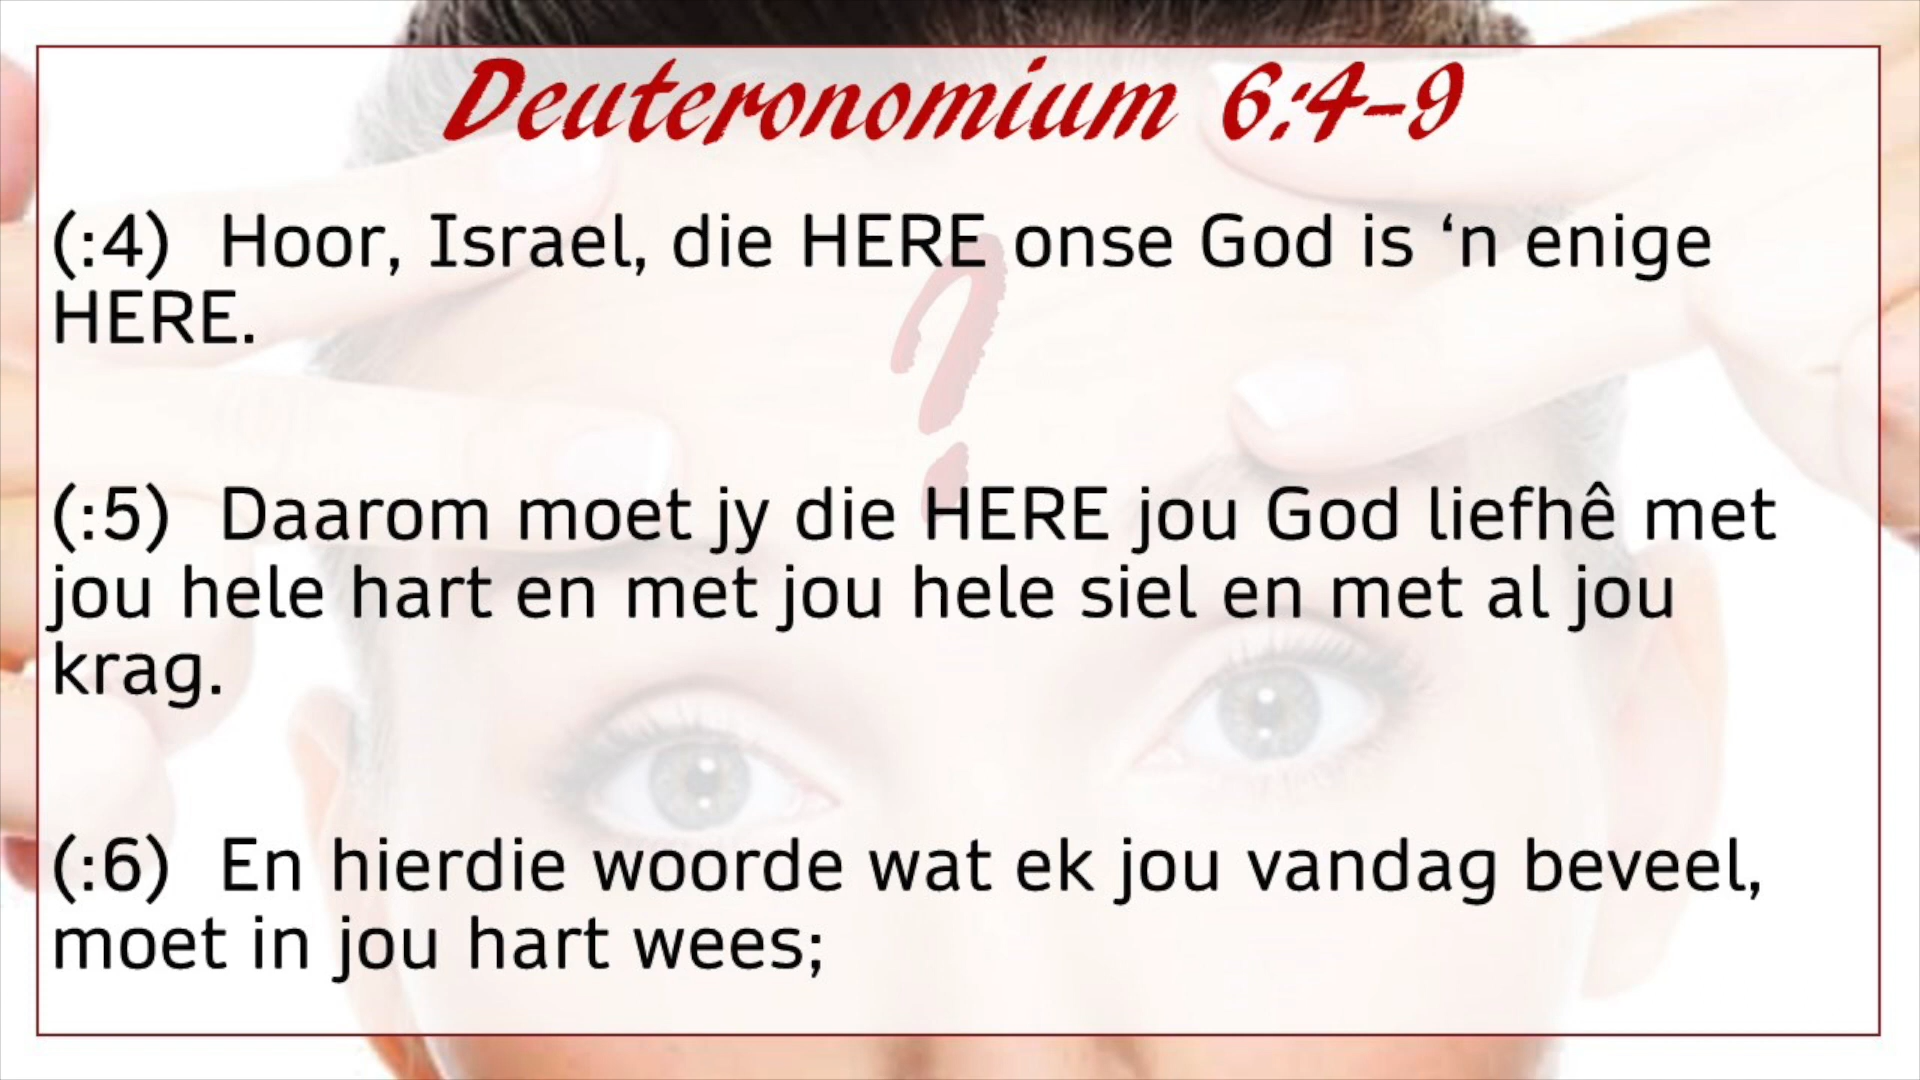 Deuteronomium 6:4-9
(:4) Hoor, Israel, die HERE onse God is ‘n enige
HERE.
?
(:5) Daarom moet jy die HERE jou God liefhê met
jou hele hart en met jou hele siel en met al jou
krag.
(:6) En hierdie woorde wat ek jou vandag beveel,
moet in jou hart wees;